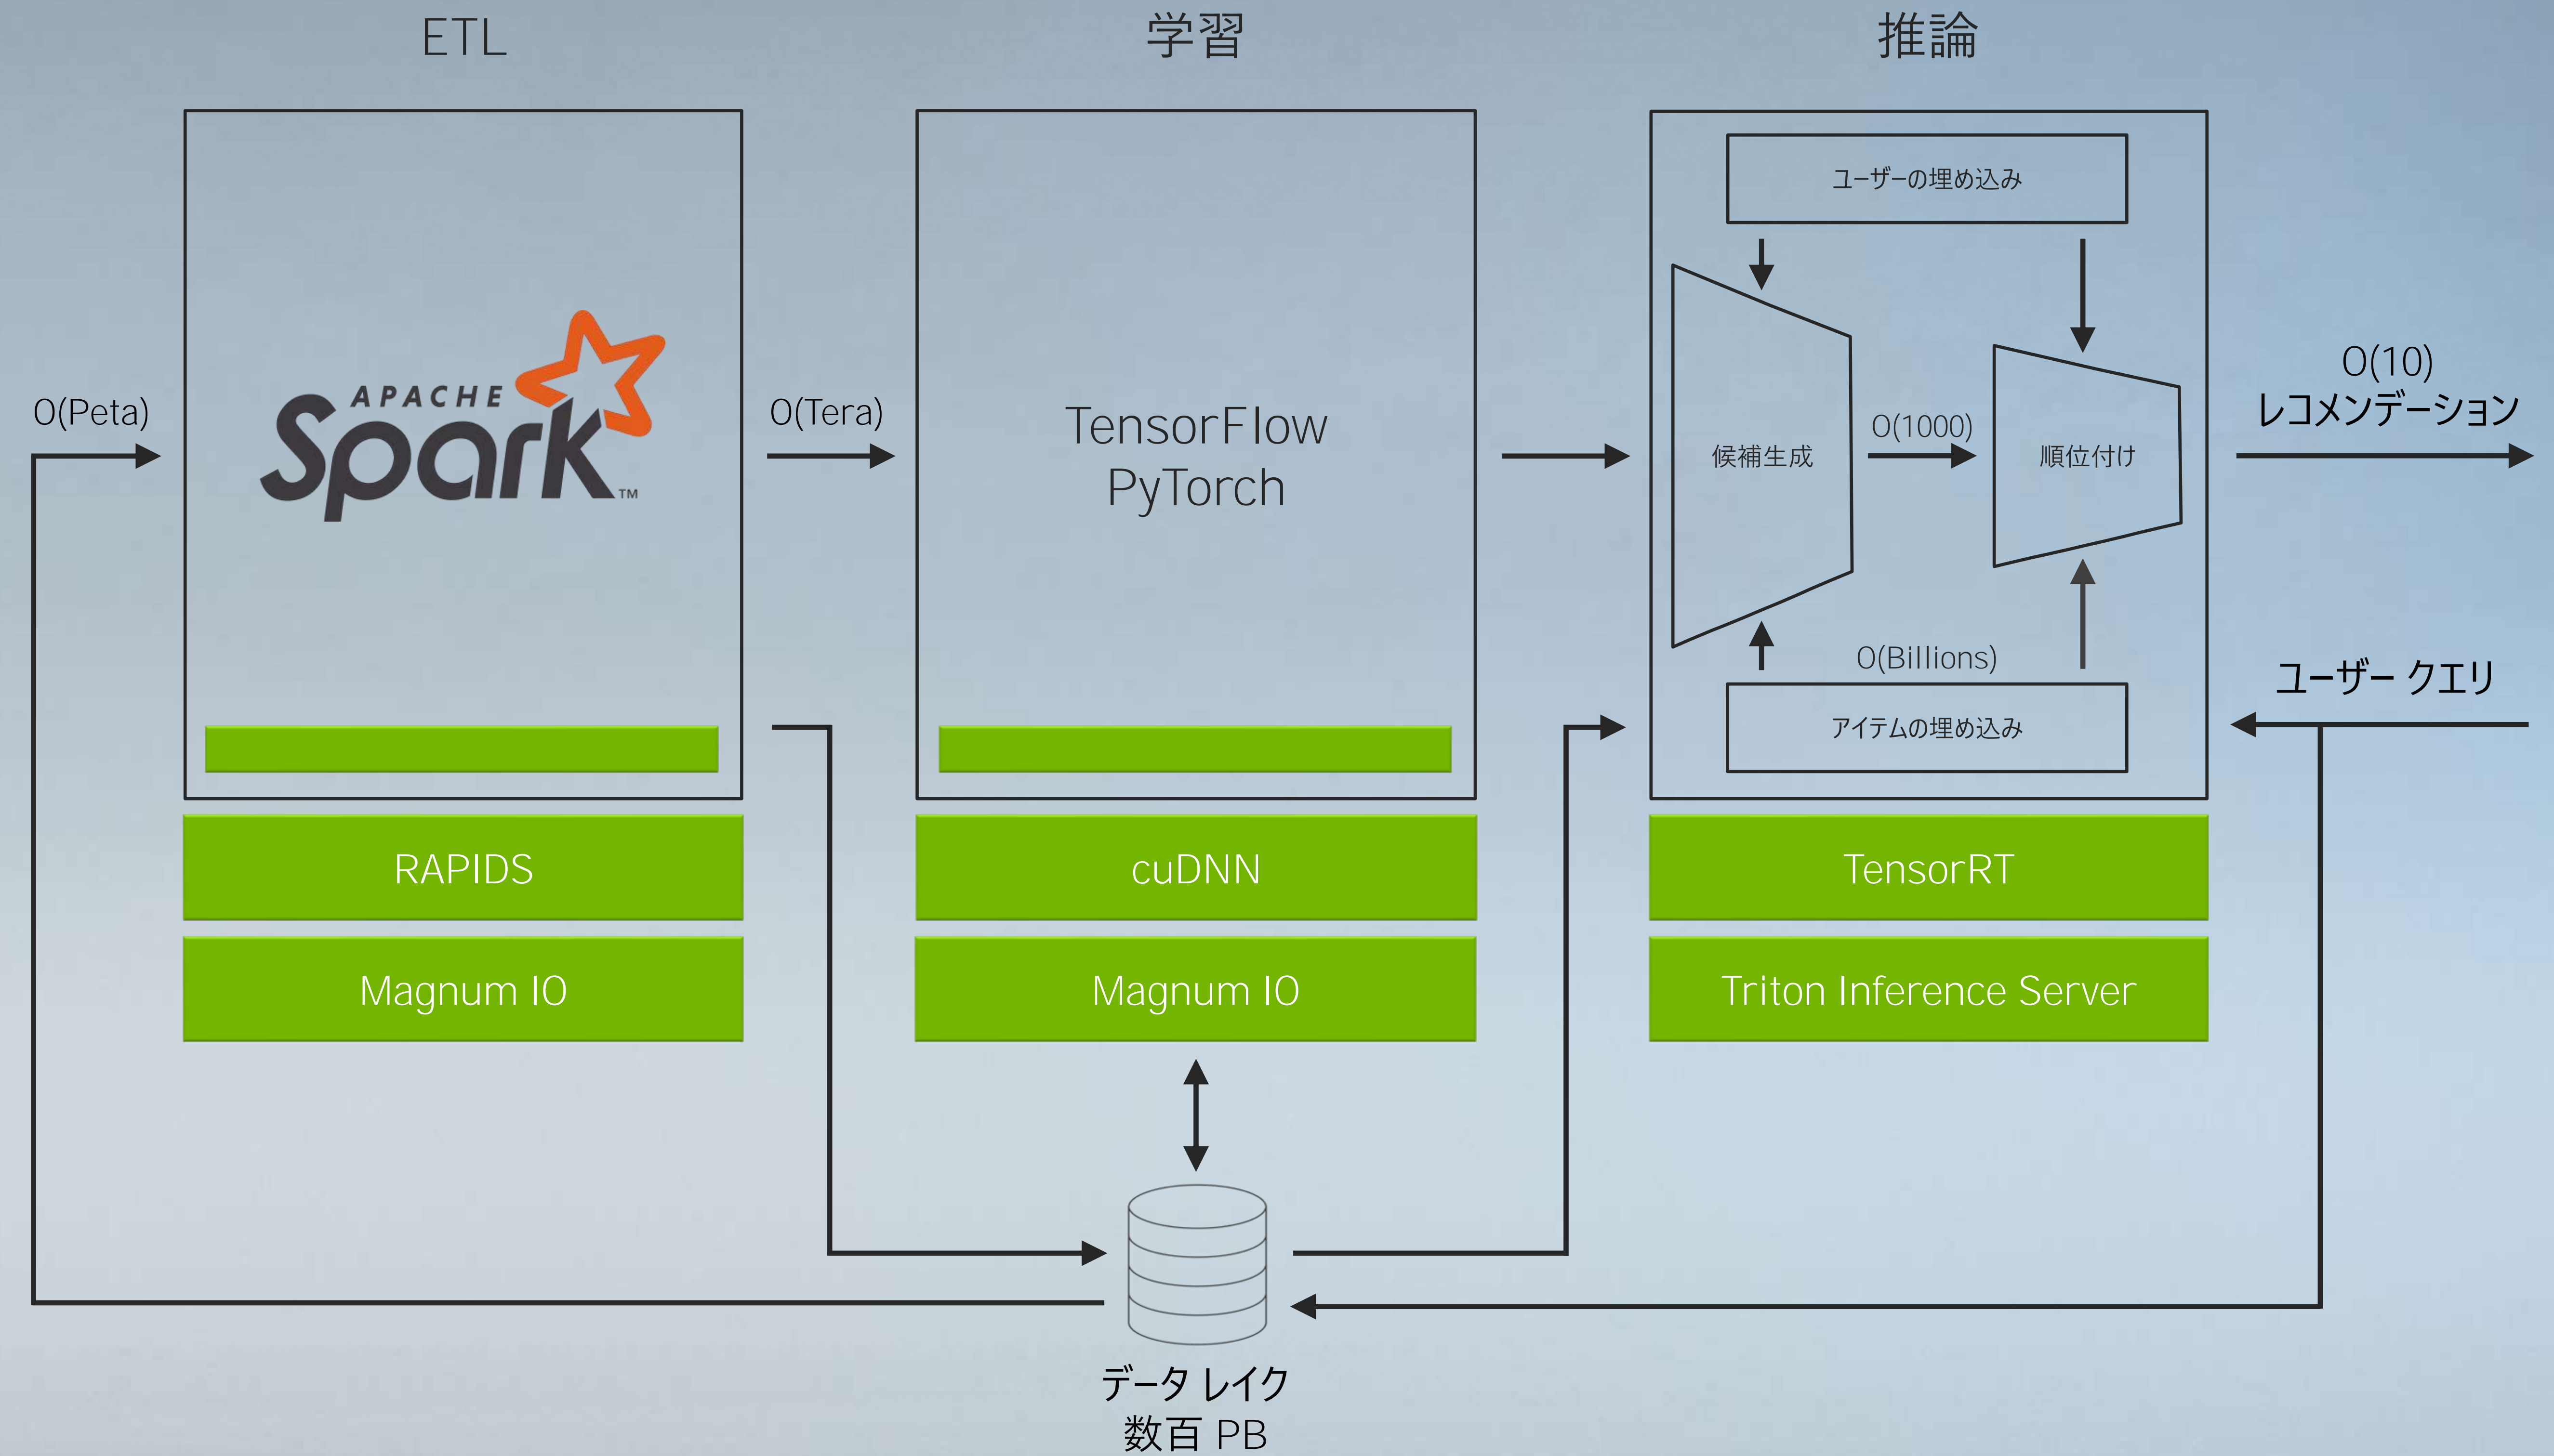 ETL
学習
推論
O(Peta)
APACHE
Spark™
O(Tera)
TensorFlow
PyTorch
ユーザーの埋め込み
候補生成
O(1000)
順位付け
O(Billions)
アイテムの埋め込み
O(10)
レコメンデーション
ユーザー クエリ
RAPIDS
cuDNN
TensorRT
Magnum IO
Magnum IO
Triton Inference Server
データ レイク
数百 PB